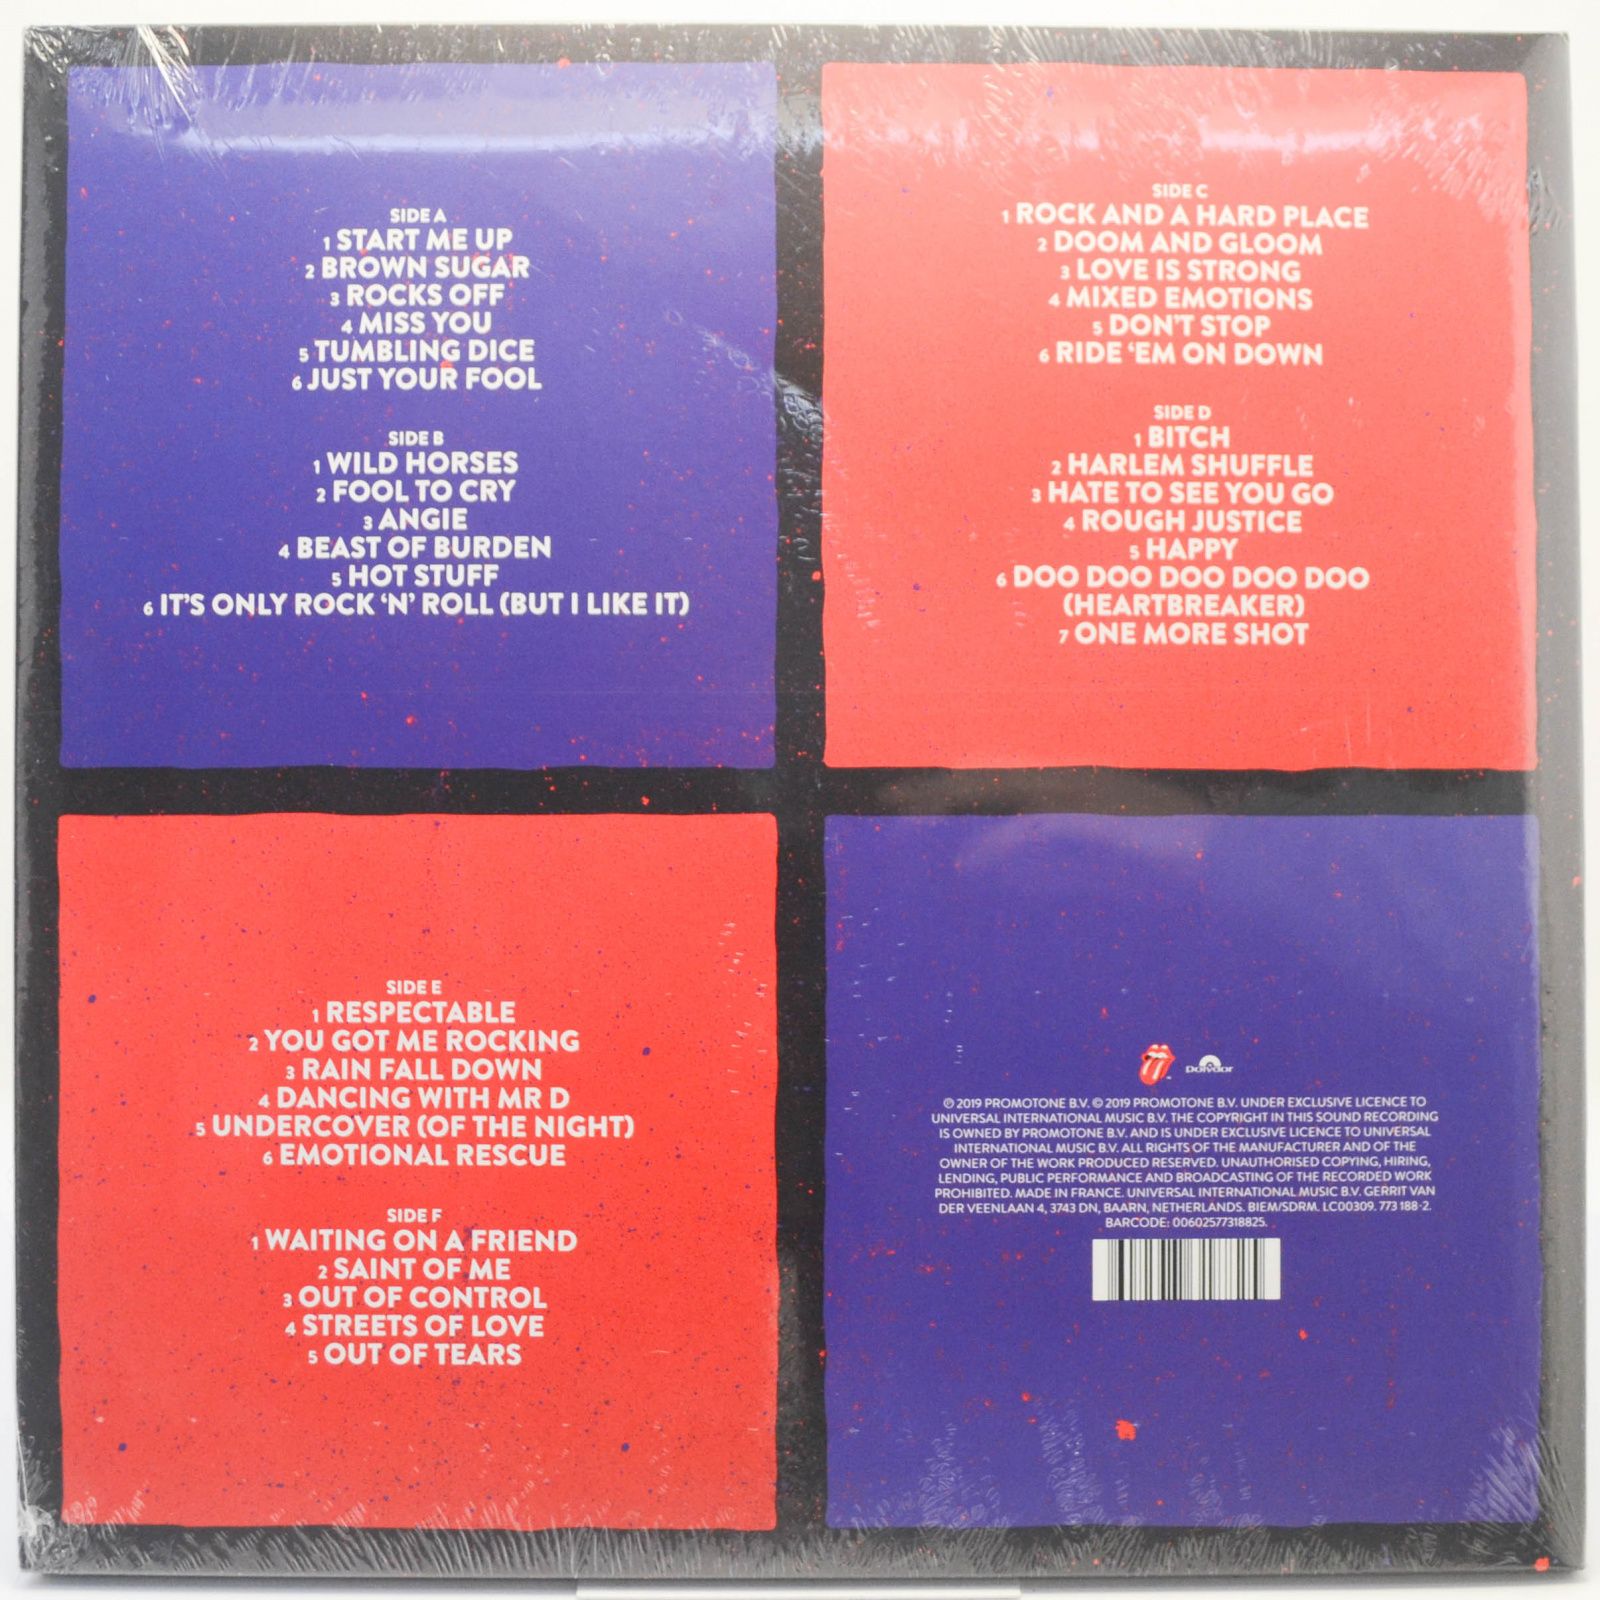 SIDE A
1 START ME UP
2 BROWN SUGAR
3 ROCKS OFF
4 MISS YOU
5 TUMBLING DICE
6 JUST YOUR FOOL
SIDE B
1 WILD HORSES
2 FOOL TO CRY
3 ANGIE
4 BEAST OF BURDEN
5 HOT STUFF
6 IT'S ONLY ROCK ‘N’ ROLL (BUT I LIKE IT)
SIDE C
1 ROCK AND A HARD PLACE
2 DOOM AND GLOOM
3 LOVE IS STRONG
4 MIXED EMOTIONS
5 DON'T STOP
6 RIDE ‘EM ON DOWN
SIDE D
1 BITCH
2 HARLEM SHUFFLE
3 HATE TO SEE YOU GO
4 ROUGH JUSTICE
5 HAPPY
6 DOO DOO DOO DOO DOO
(HEARTBREAKER)
7 ONE MORE SHOT
SIDE E
1 RESPECTABLE
2 YOU GOT ME ROCKING
3 RAIN FALL DOWN
4 DANCING WITH MR D
5 UNDERCOVER (OF THE NIGHT)
6 EMOTIONAL RESCUE
SIDE F
1 WAITING ON A FRIEND
2 SAINT OF ME
3 OUT OF CONTROL
4 STREETS OF LOVE
5 OUT OF TEARS
polydor
℗ 2019 PROMOTONE B.V. © 2019 PROMOTONE B.V. UNDER EXCLUSIVE LICENCE TO
UNIVERSAL INTERNATIONAL MUSIC B.V. THE COPYRIGHT IN THIS SOUND RECORDING
IS OWNED BY PROMOTONE B.V. AND IS UNDER EXCLUSIVE LICENCE TO UNIVERSAL
INTERNATIONAL MUSIC B.V. ALL RIGHTS OF THE MANUFACTURER AND OF THE
OWNER OF THE WORK PRODUCED RESERVED. UNAUTHORISED COPYING, HIRING,
LENDING, PUBLIC PERFORMANCE AND BROADCASTING OF THE RECORDED WORK
PROHIBITED. MADE IN FRANCE. UNIVERSAL INTERNATIONAL MUSIC B.V. GERRIT VAN
DER VEENLAAN 4, 3743 DN, BAARN, NETHERLANDS. BIEM/SDRM. LC00309. 773 188-2.
BARCODE: 00602577318825.